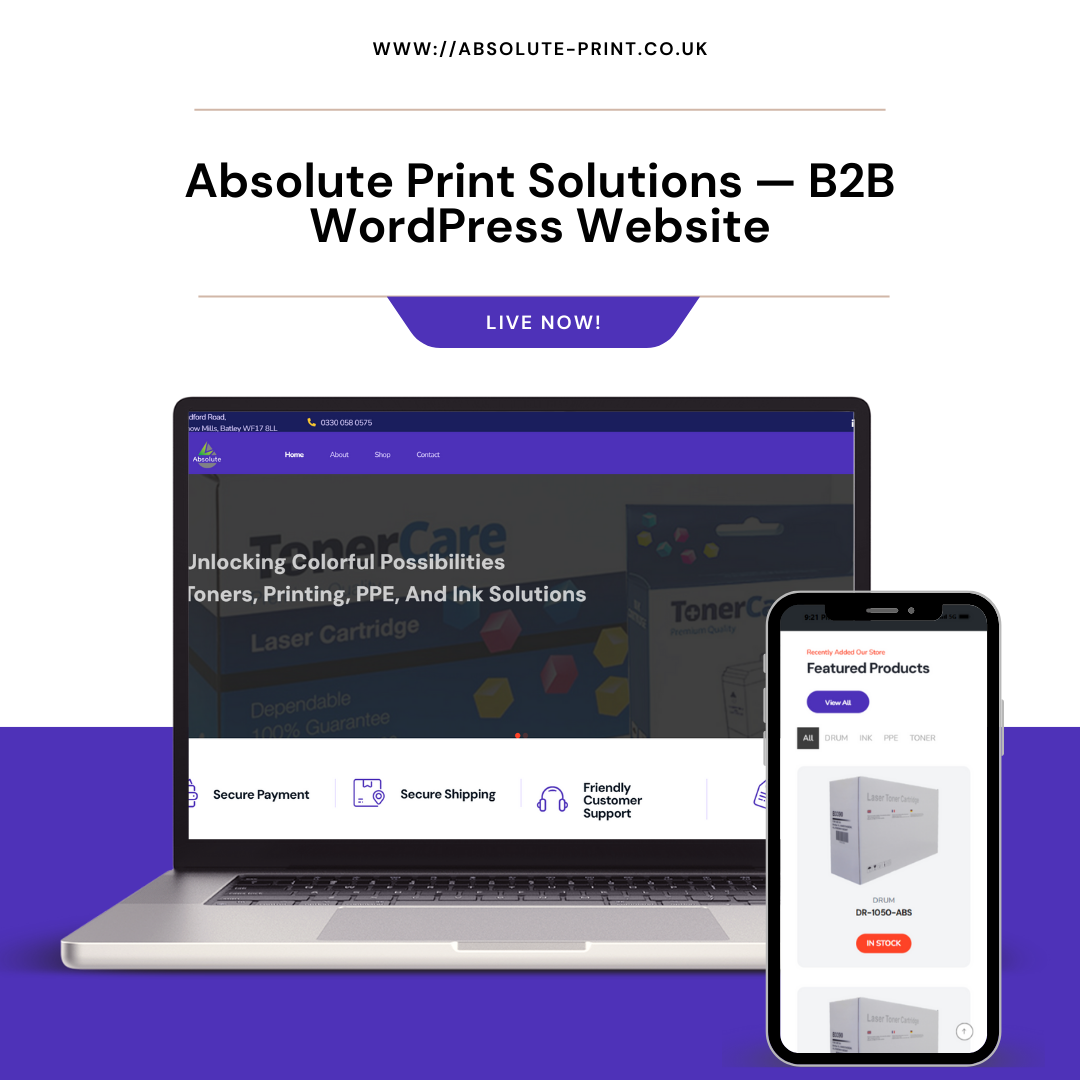 WWW://ABSOLUTE-PRINT.CO.UK
Absolute Print Solutions — B2B
WordPress Website
LIVE NOW!
dford Road,
ow Mills, Batley WF17 8LL
0330 058 0575
Absolute
Home About Shop Contact
TonerCare
Unlocking Colorful Possibilities
Toners, Printing, PPE, And Ink Solutions
Laser Cartridge
Dependable
100% Guarantee
TonerCa
Premium Quality
Secure Payment
Secure Shipping
Friendly
Customer
Support
8:21
Recently Added Our Store
Featured Products
View All
All DRUM INK PPE TONER
Laser Toner Cartridge
DRUM
DR-1050-ABS
IN STOCK
Laser Toner Cartridge